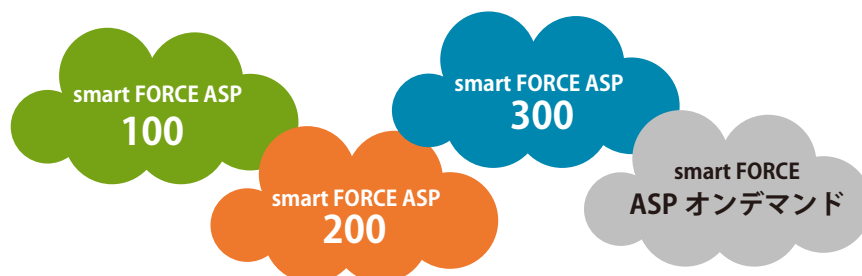 smart FORCE ASP
100
smart FORCE ASP
200
smart FORCE ASP
300
smart FORCE
ASP オンデマンド